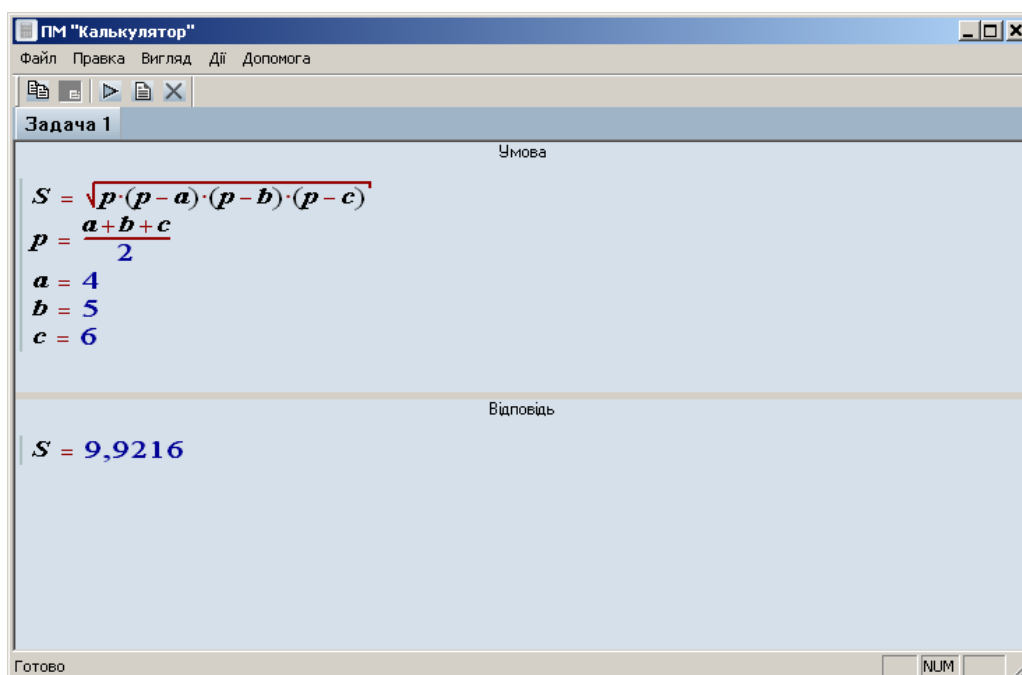 ПМ "Калькулятор"
Файл Правка Вигляд Дії Допомога
Задача 1
Умова
S = √p·(p−a)·(p−b)·(p−c)
p = a+b+c
2
a = 4
b = 5
c = 6
Відповідь
S = 9,9216
Готово NUM